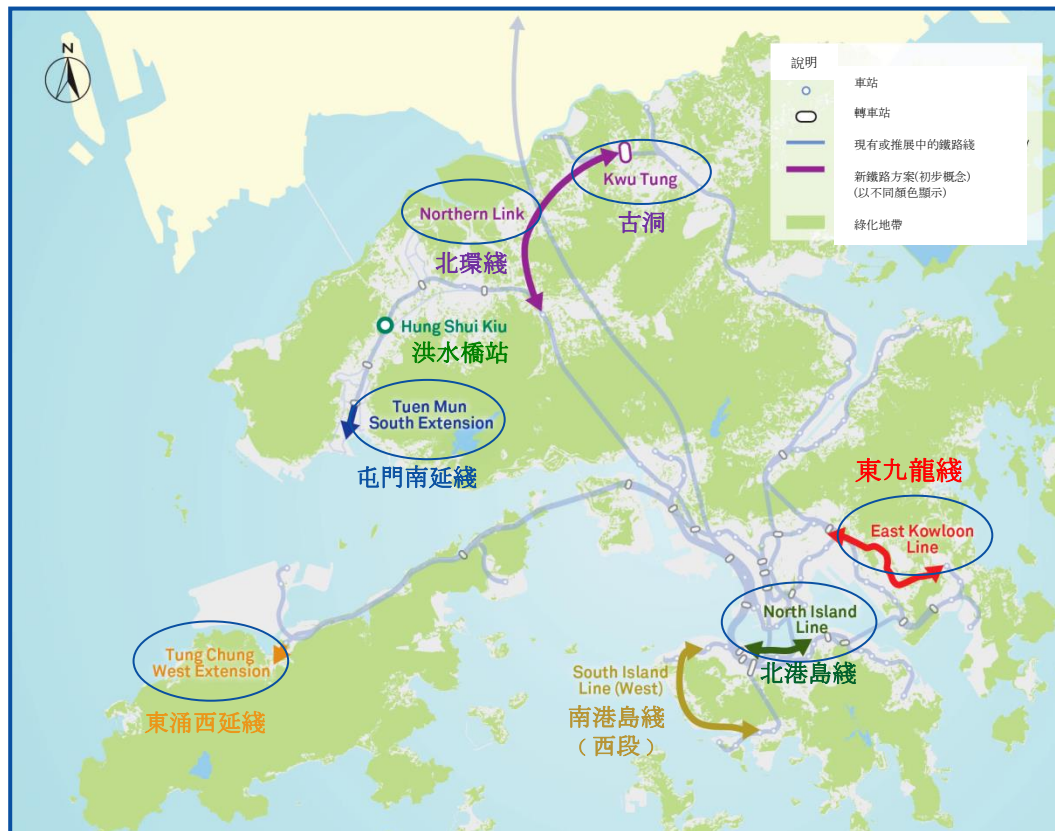 N
說明
車站
轉車站
現有或推展中的鐵路綫
新鐵路方案(初步概念)
(以不同顏色顯示)
綠化地帶
Kwu Tung
古洞
Northern Link
北環綫
Hung Shui Kiu
洪水橋站
Tuen Mun
South Extension
屯門南延綫
東九龍綫
East Kowloon
Line
North Island
Line
北港島綫
Tung Chung
West Extension
東涌西延綫
South Island
Line (West)
南港島綫
（西段）